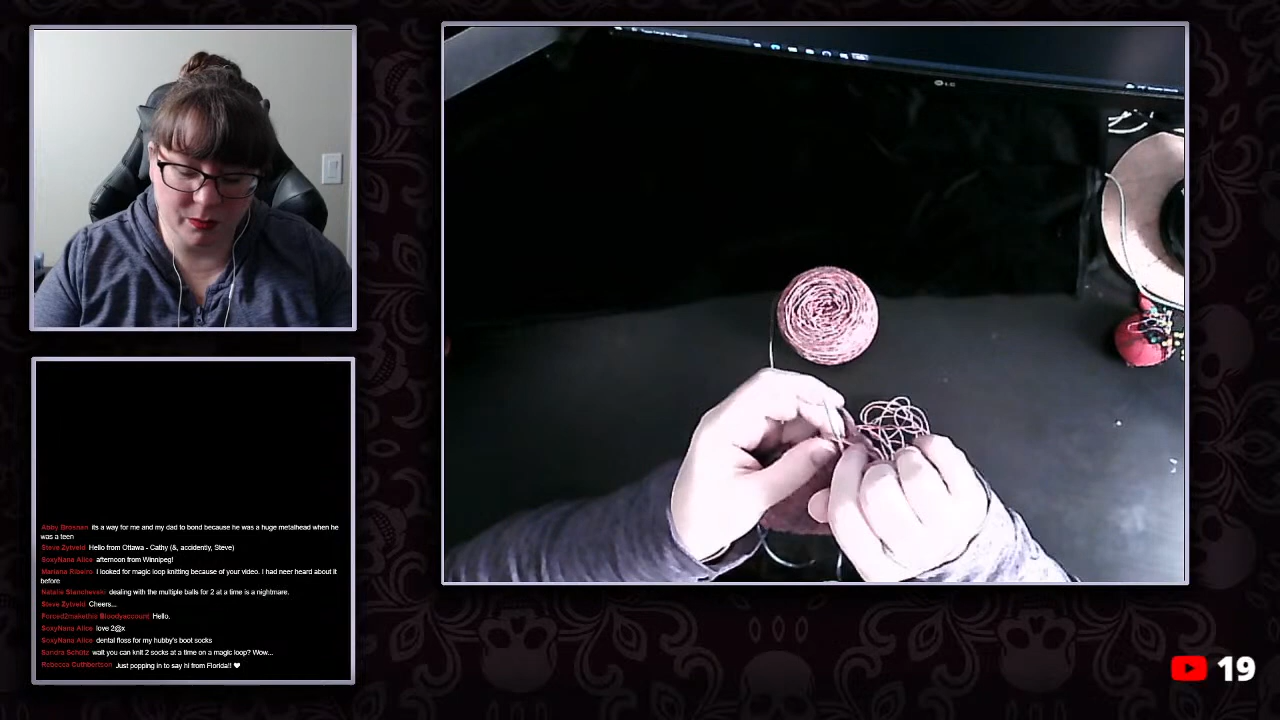 LG
Abby Brosnan its a way for me and my dad to bond because he was a huge metalhead when he
was a teen
Steve Zytveld Hello from Ottawa - Cathy (&, accidently, Steve)
SoxyNana Alice afternoon from Winnipeg!
Mariana Ribeiro I looked for magic loop knitting because of your video. I had neer heard about it
before
Natalie Slanchevski dealing with the multiple balls for 2 at a time is a nightmare.
Steve Zytveld Cheers...
Forced2makethis Bloodyaccount Hello.
SoxyNana Alice love 2@x
SoxyNana Alice dental floss for my hubby's boot socks
Sandra Schütz wait you can knit 2 socks at a time on a magic loop? Wow...
Rebecca Cuthbertson Just popping in to say hi from Florida!! ❤
19